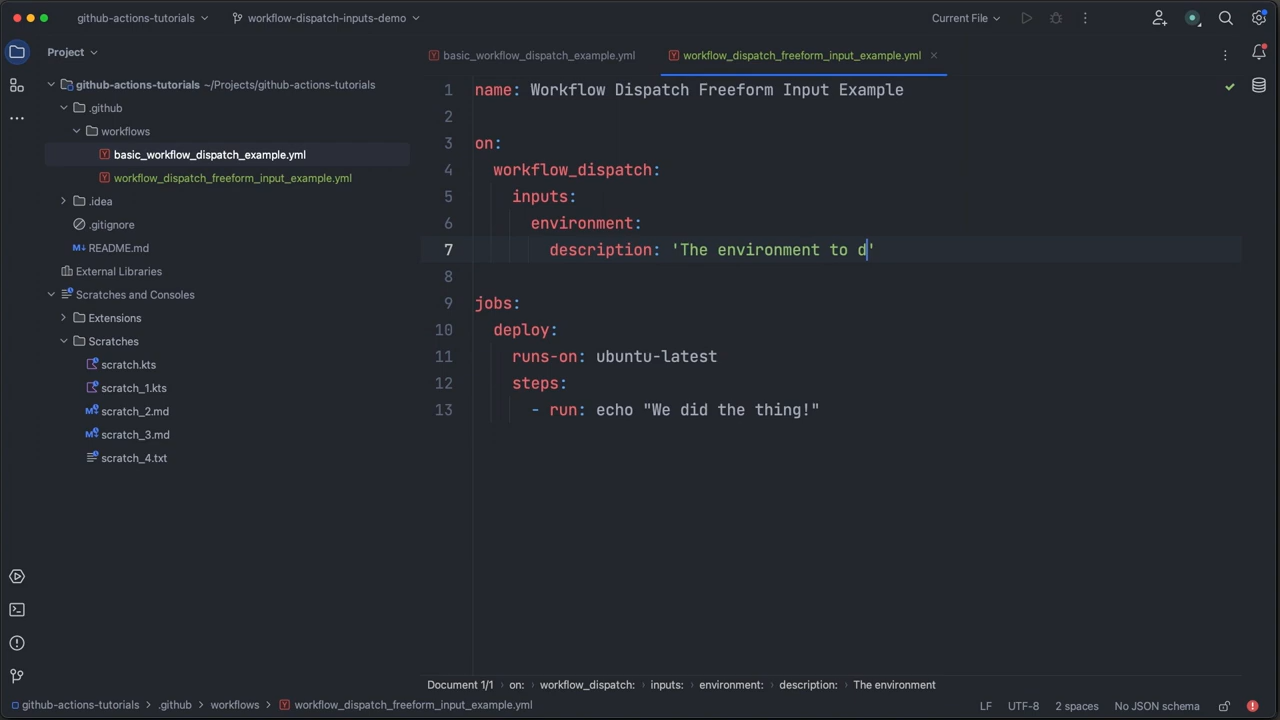 github-actions-tutorials
workflow-dispatch-inputs-demo
Current File
Project
basic_workflow_dispatch_example.yml
workflow_dispatch_freeform_input_example.yml
github-actions-tutorials ~/Projects/github-actions-tutorials
.github
workflows
basic_workflow_dispatch_example.yml
workflow_dispatch_freeform_input_example.yml
.idea
.gitignore
README.md
External Libraries
Scratches and Consoles
Extensions
Scratches
scratch.kts
scratch_1.kts
scratch_2.md
scratch_3.md
scratch_4.txt
1 name: Workflow Dispatch Freeform Input Example
2
3 on:
4 workflow_dispatch:
5 inputs:
6 environment:
7 description: 'The environment to d'
8
9 jobs:
10 deploy:
11 runs-on: ubuntu-latest
12 steps:
13 - run: echo "We did the thing!"
Document 1/1 on: workflow_dispatch: inputs: environment: description: The environment
github-actions-tutorials .github workflows workflow_dispatch_freeform_input_example.yml LF UTF-8 2 spaces No JSON schema